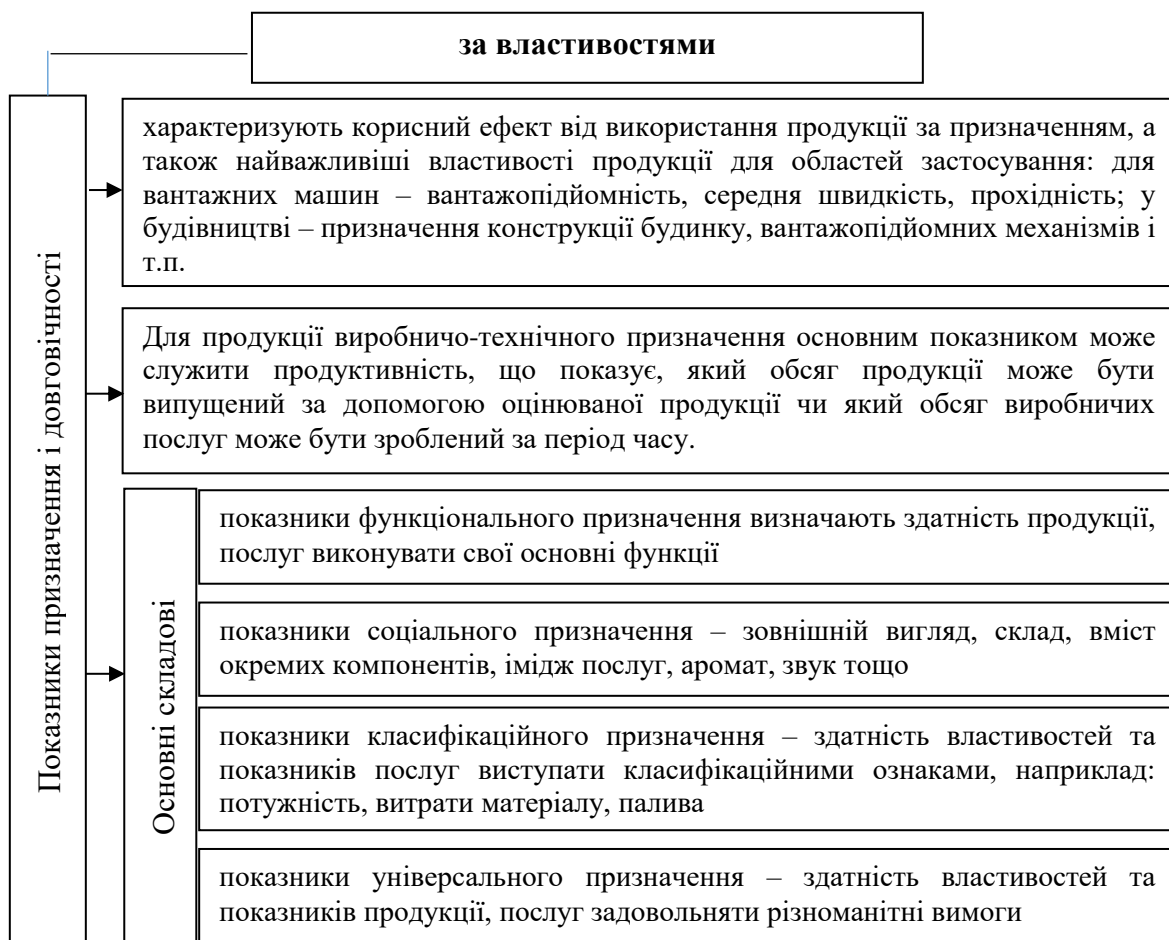 за властивостями
Показники призначення і довговічності
характеризують корисний ефект від використання продукції за призначенням, а
також найважливіші властивості продукції для областей застосування: для
вантажних машин – вантажопідйомність, середня швидкість, прохідність; у
будівництві – призначення конструкції будинку, вантажопідйомних механізмів і
т.п.
Для продукції виробничо-технічного призначення основним показником може
служити продуктивність, що показує, який обсяг продукції може бути
випущений за допомогою оцінюваної продукції чи який обсяг виробничих
послуг може бути зроблений за період часу.
Основні складові
показники функціонального призначення визначають здатність продукції,
послуг виконувати свої основні функції
показники соціального призначення – зовнішній вигляд, склад, вміст
окремих компонентів, імідж послуг, аромат, звук тощо
показники класифікаційного призначення – здатність властивостей та
показників послуг виступати класифікаційними ознаками, наприклад:
потужність, витрати матеріалу, палива
показники універсального призначення – здатність властивостей та
показників продукції, послуг задовольняти різноманітні вимоги